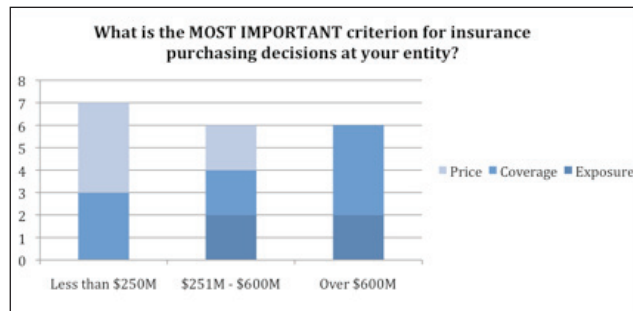 What is the MOST IMPORTANT criterion for insurance
purchasing decisions at your entity?
8
7
6
5
4
3
2
1
0
Price Coverage Exposure
Less than $250M $251M - $600M Over $600M